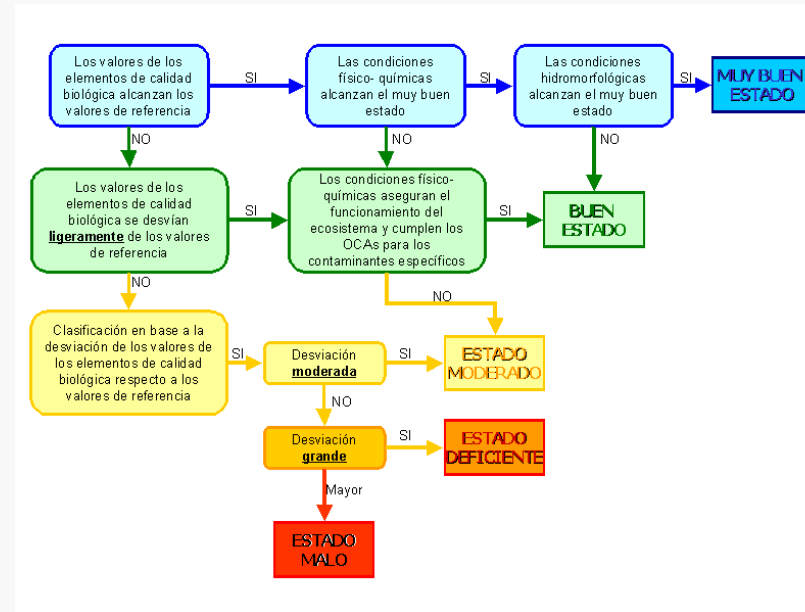 Los valores de los
elementos de calidad
biológica alcanzan los
valores de referencia
SI
Las condiciones
físico- químicas
alcanzan el muy buen
estado
SI
Las condiciones
hidromorfológicas
alcanzan el muy buen
estado
SI
MUY BUEN
ESTADO
NO
NO
NO
Los valores de los
elementos de calidad
biológica se desvían
ligeramente de los valores
de referencia
SI
Los condiciones físico-
químicas aseguran el
funcionamiento del
ecosistema y cumplen los
OCAs para los
contaminantes específicos
SI
BUEN
ESTADO
NO
NO
Clasificación en base a la
desviación de los valores de
los elementos de calidad
biológica respecto a los
valores de referencia
SI
Desviación
moderada
SI
ESTADO
MODERADO
NO
Desviación
grande
SI
ESTADO
DEFICIENTE
Mayor
ESTADO
MALO